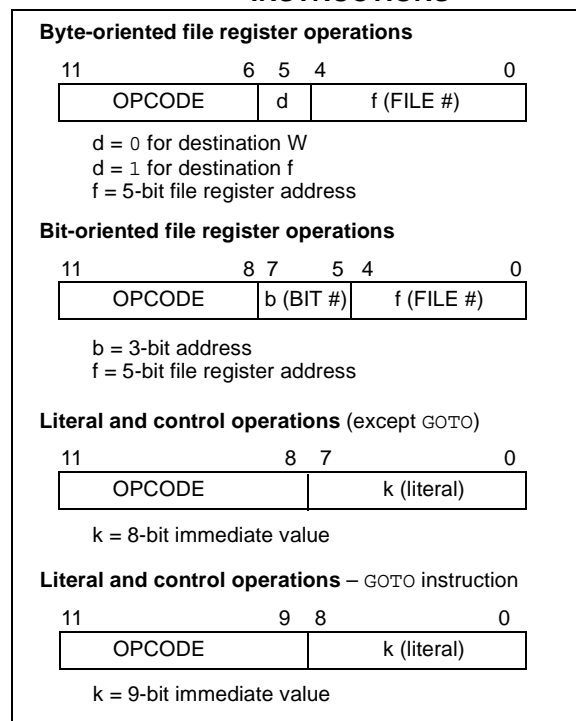 INSTRUCTIONS
Byte-oriented file register operations
11 6 5 4 0
OPCODE d f (FILE #)
d = 0 for destination W
d = 1 for destination f
f = 5-bit file register address
Bit-oriented file register operations
11 8 7 5 4 0
OPCODE b (BIT #) f (FILE #)
b = 3-bit address
f = 5-bit file register address
Literal and control operations (except GOTO)
11 8 7 0
OPCODE k (literal)
k = 8-bit immediate value
Literal and control operations – GOTO instruction
11 9 8 0
OPCODE k (literal)
k = 9-bit immediate value